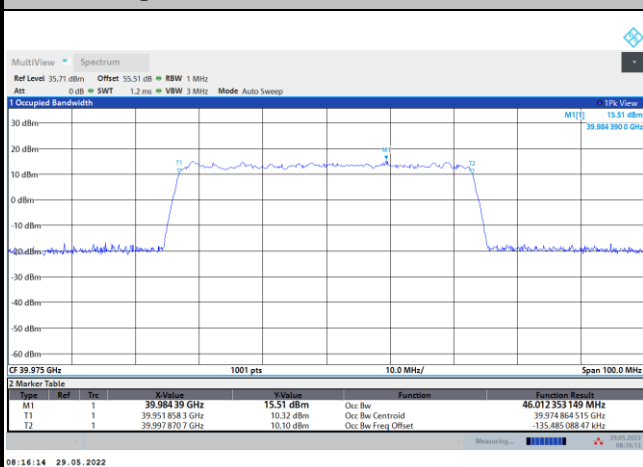 MultiView Spectrum
Ref Level 35.71 dBm Offset 55.51 dB RBW 1 MHz
Att 0 dB SWT 1.2 ms VBW 3 MHz Mode Auto Sweep
1 Occupied Bandwidth 1Pk View
M1[1] 15.51 dBm
39.984 390 0 GHz
30 dBm
20 dBm
M1
T1 T2
10 dBm
0 dBm
-10 dBm
-20 dBm
-30 dBm
-40 dBm
-50 dBm
-60 dBm
CF 39.975 GHz 1001 pts 10.0 MHz/ Span 100.0 MHz
2 Marker Table
Type Ref Trc X-Value Y-Value Function Function Result
M1 1 39.984 39 GHz 15.51 dBm Occ Bw 46.012 353 149 MHz
T1 1 39.951 858 3 GHz 10.32 dBm Occ Bw Centroid 39.974 864 515 GHz
T2 1 39.997 870 7 GHz 10.10 dBm Occ Bw Freq Offset -135.485 088 47 kHz
Measuring... 29.05.2022
08:16:13
08:16:14 29.05.2022